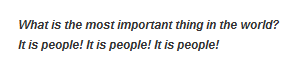 What is the most important thing in the world?
It is people! It is people! It is people!